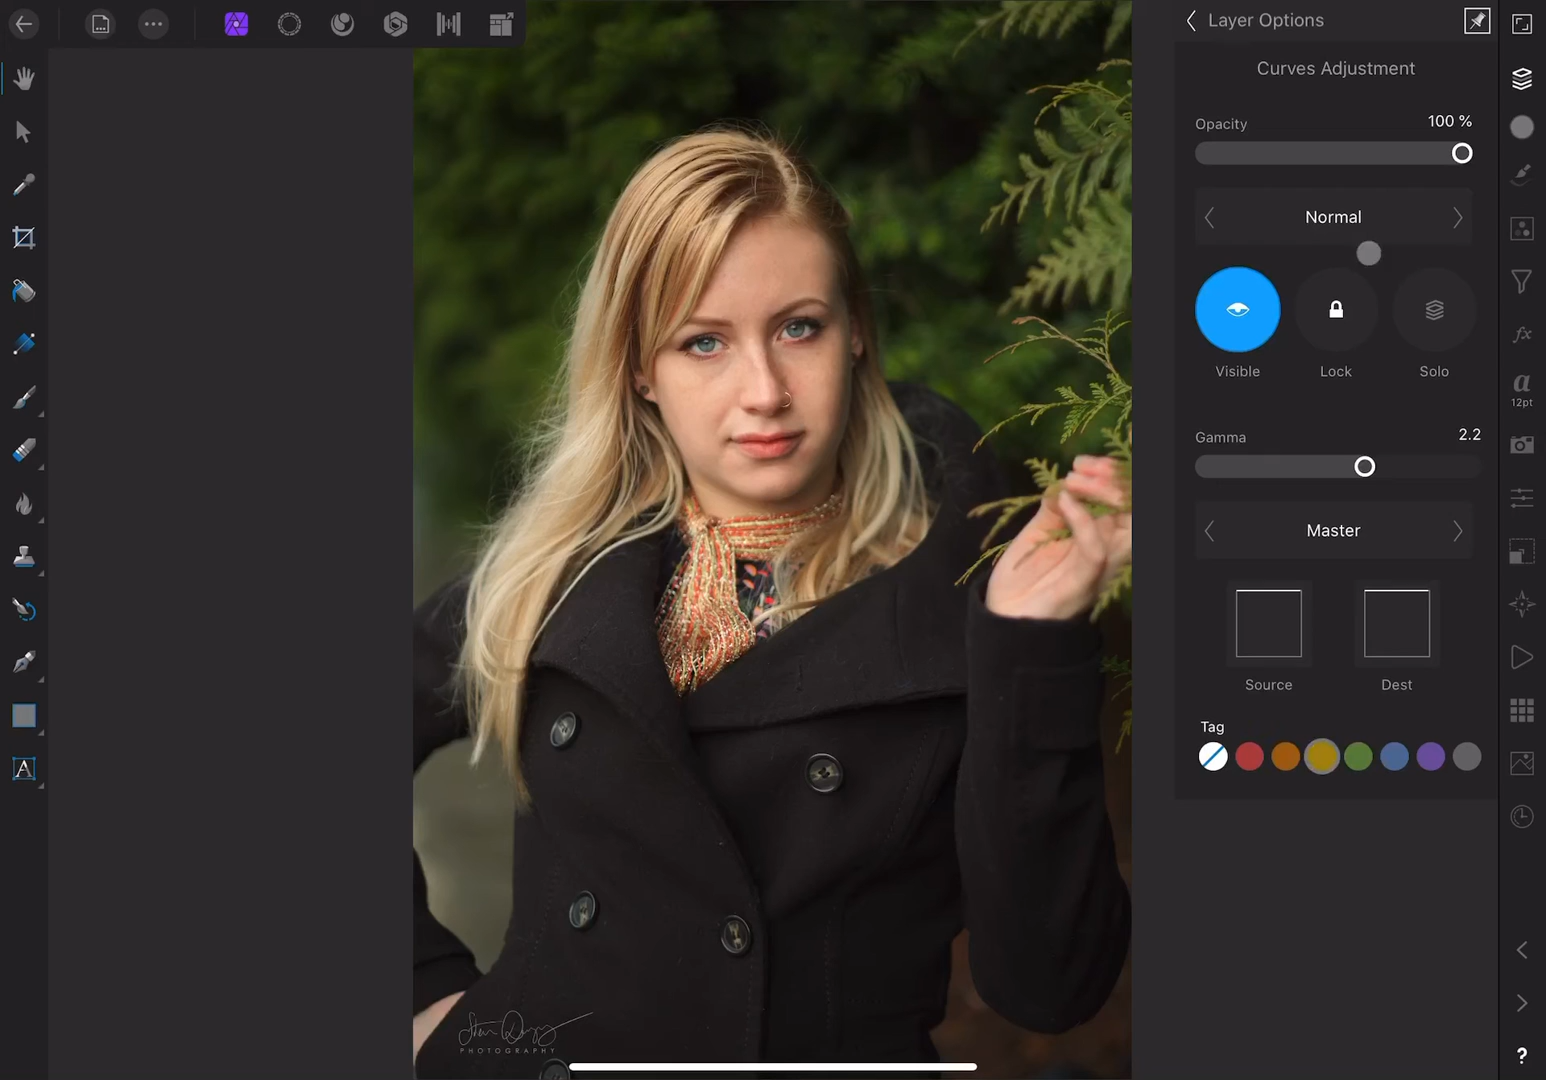 Layer Options
Curves Adjustment
Opacity
100 %
Normal
Visible
Lock
Solo
Gamma
2.2
Master
Source
Dest
Tag
a
12pt
fx
A
?
PHOTOGRAPHY